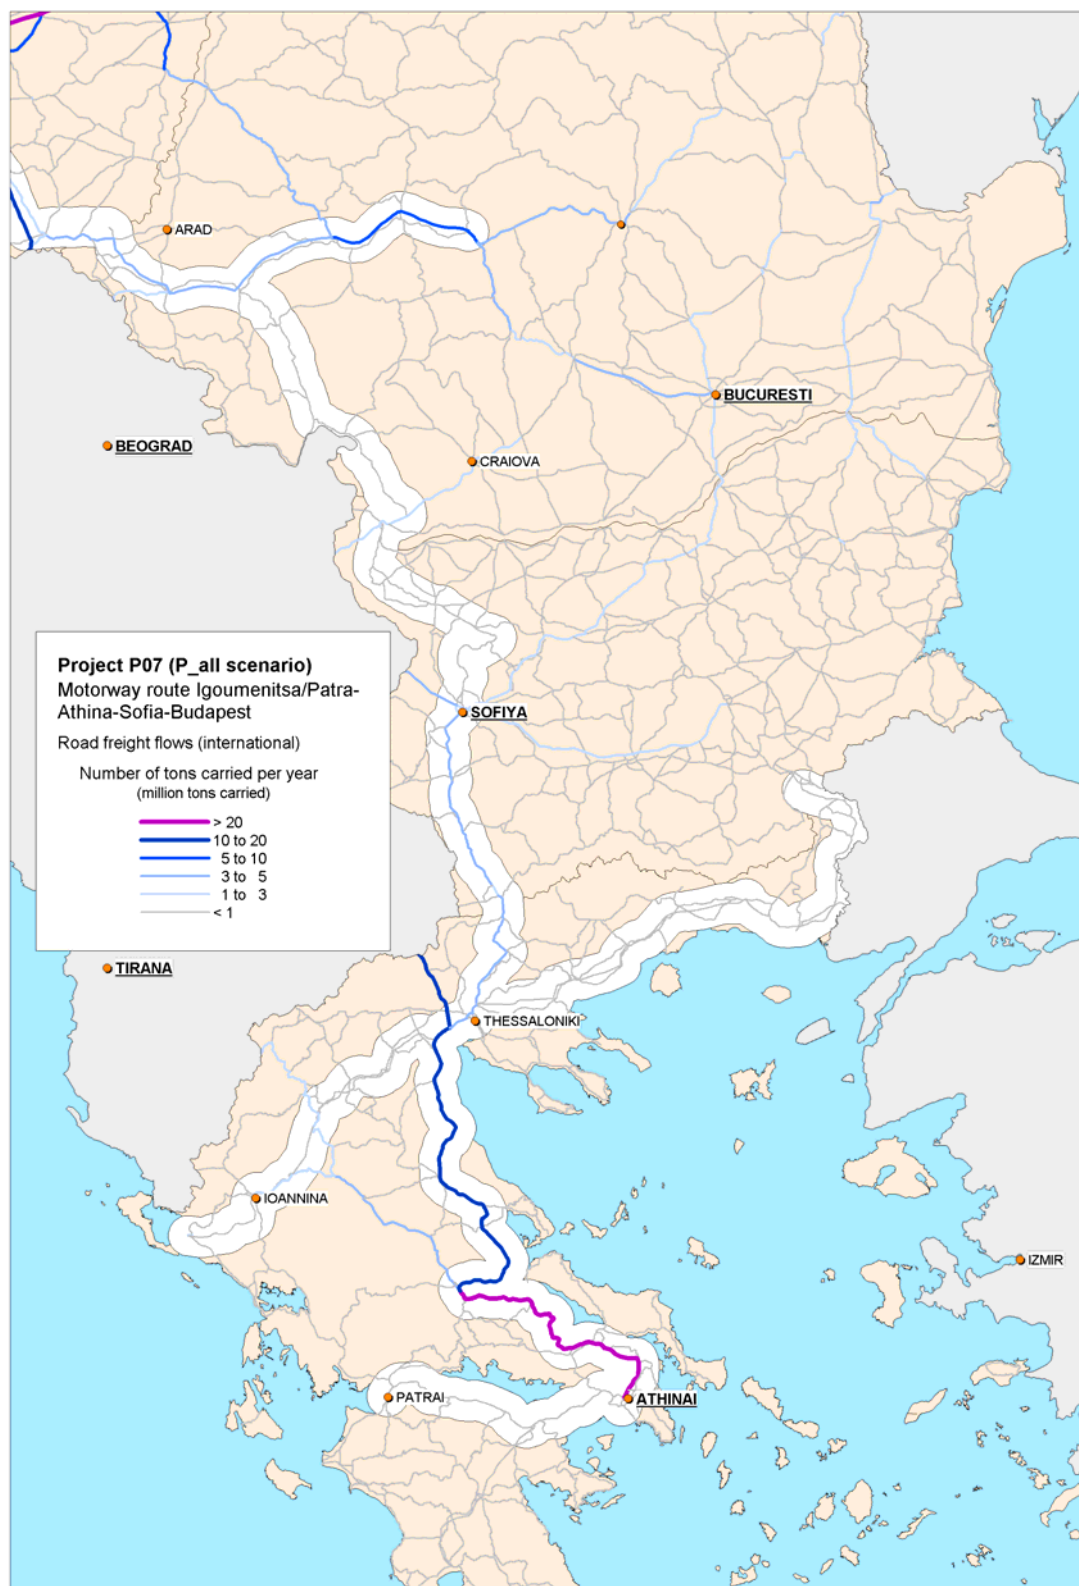 ARAD
BUCURESTI
BEOGRAD
CRAIOVA
Project P07 (P_all scenario)
Motorway route Igoumenitsa/Patra-
Athina-Sofia-Budapest
Road freight flows (international)
Number of tons carried per year
(million tons carried)
> 20
10 to 20
5 to 10
3 to 5
1 to 3
< 1
SOFIYA
TIRANA
THESSALONIKI
IOANNINA
IZMIR
PATRAI
ATHINAI